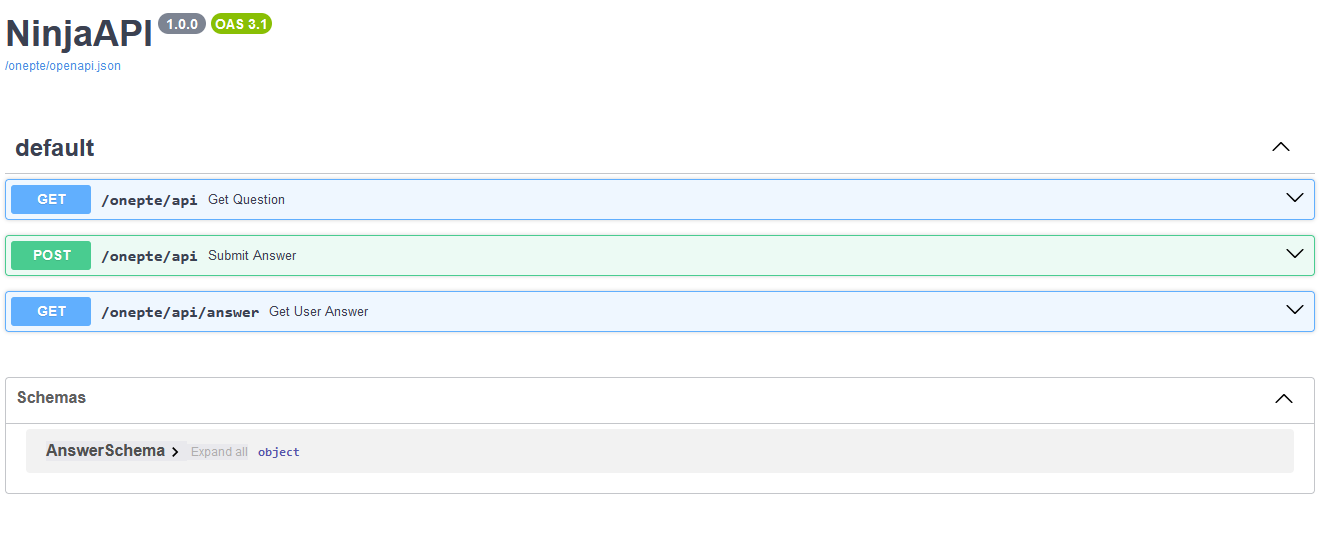 NinjaAPI 1.0.0 OAS 3.1
/onepte/openapi.json
default
GET /onepte/api Get Question
POST /onepte/api Submit Answer
GET /onepte/api/answer Get User Answer
Schemas
AnswerSchema Expand all object